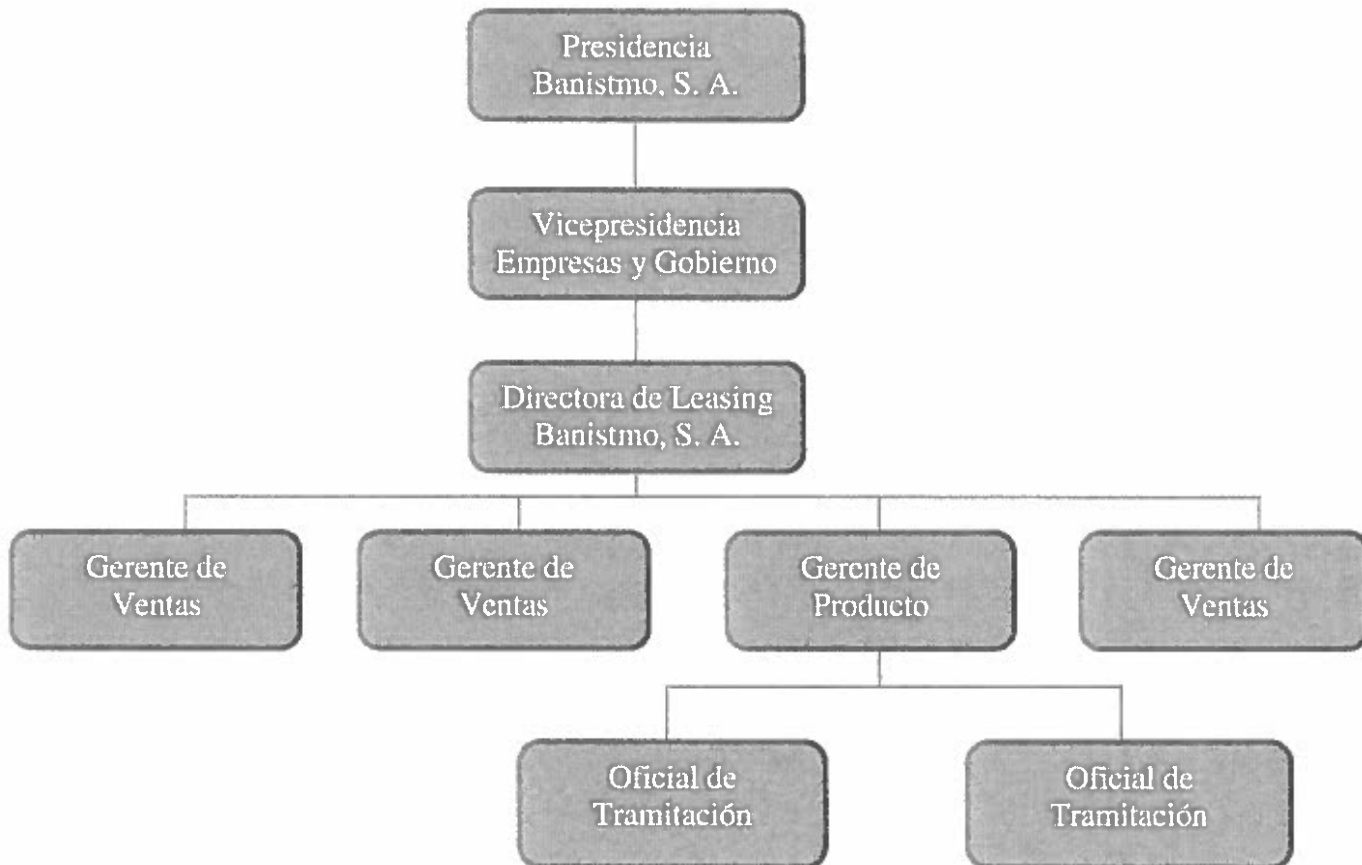 Presidencia
Banistmo, S. A.
Vicepresidencia
Empresas y Gobierno
Directora de Leasing
Banistmo, S. A.
Gerente de
Ventas
Gerente de
Ventas
Gerente de
Producto
Gerente de
Ventas
Oficial de
Tramitación
Oficial de
Tramitación